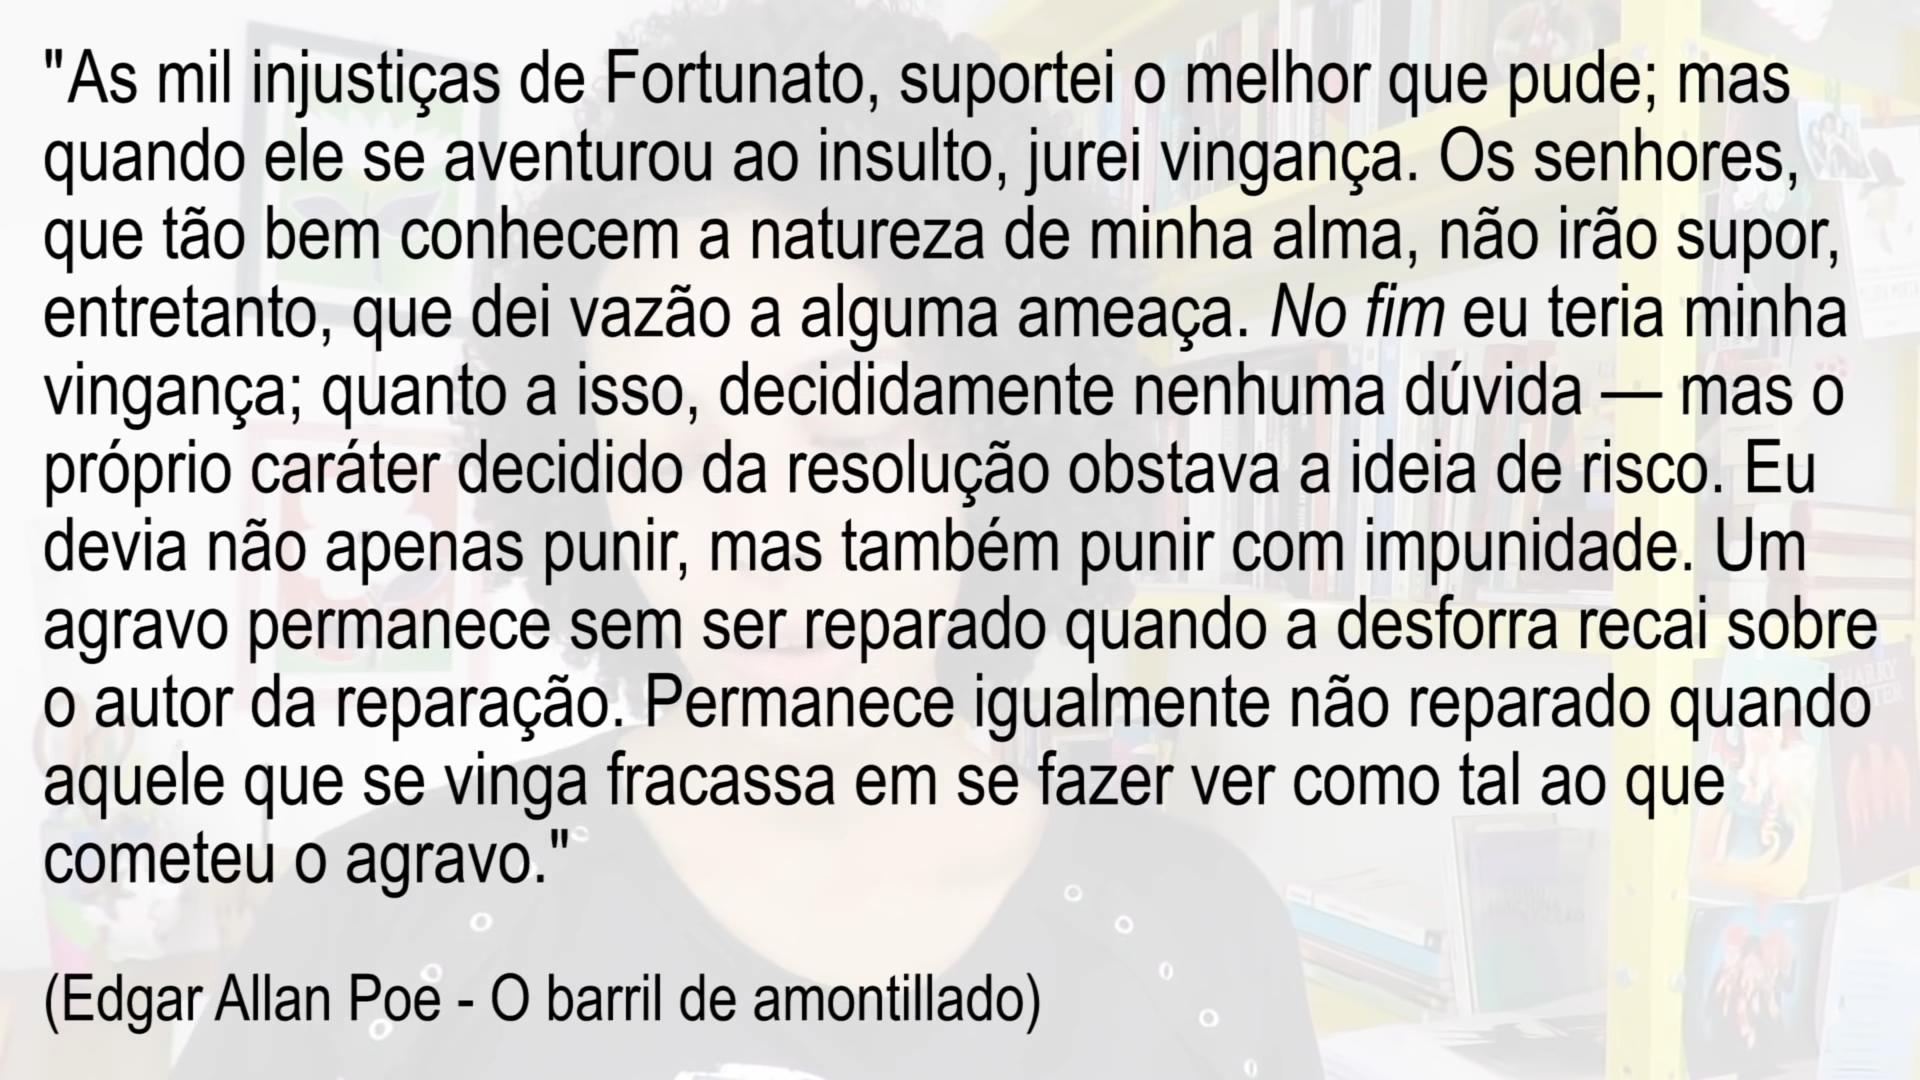 "As mil injustiças de Fortunato, suportei o melhor que pude; mas
quando ele se aventurou ao insulto, jurei vingança. Os senhores,
que tão bem conhecem a natureza de minha alma, não irão supor,
entretanto, que dei vazão a alguma ameaça. No fim eu teria minha
vingança; quanto a isso, decididamente nenhuma dúvida — mas o
próprio caráter decidido da resolução obstava a ideia de risco. Eu
devia não apenas punir, mas também punir com impunidade. Um
agravo permanece sem ser reparado quando a desforra recai sobre
o autor da reparação. Permanece igualmente não reparado quando
aquele que se vinga fracassa em se fazer ver como tal ao que
cometeu o agravo."
(Edgar Allan Poe - O barril de amontillado)
HARRY
POTTER